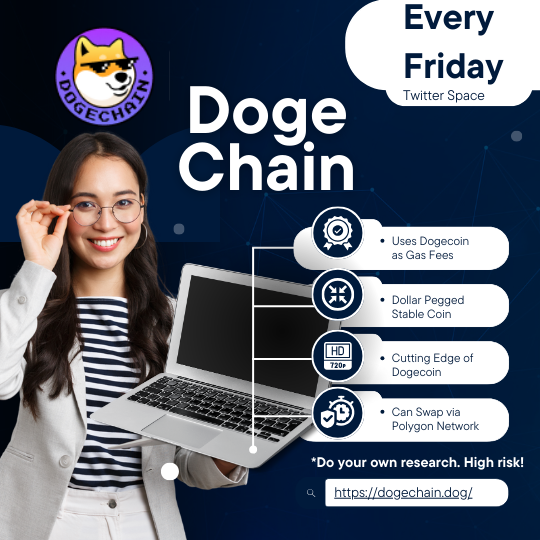 Every
Friday
Twitter Space
DOGECHAIN
Doge
Chain
• Uses Dogecoin
as Gas Fees
• Dollar Pegged
Stable Coin
HD
720P
• Cutting Edge of
Dogecoin
• Can Swap via
Polygon Network
*Do your own research. High risk!
https://dogechain.dog/